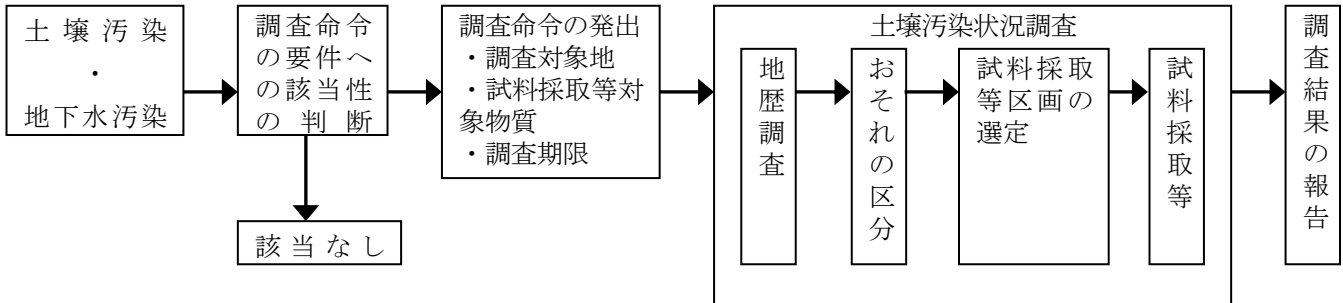 土壌汚染
・
地下水汚染
調査命令
の要件へ
の該当性
の判断
該当なし
調査命令の発出
・調査対象地
・試料採取等対
象物質
・調査期限
土壌汚染状況調査
地歴調査
おそれの区分
試料採取
等区画の
選定
試料採取等
調査結果の報告